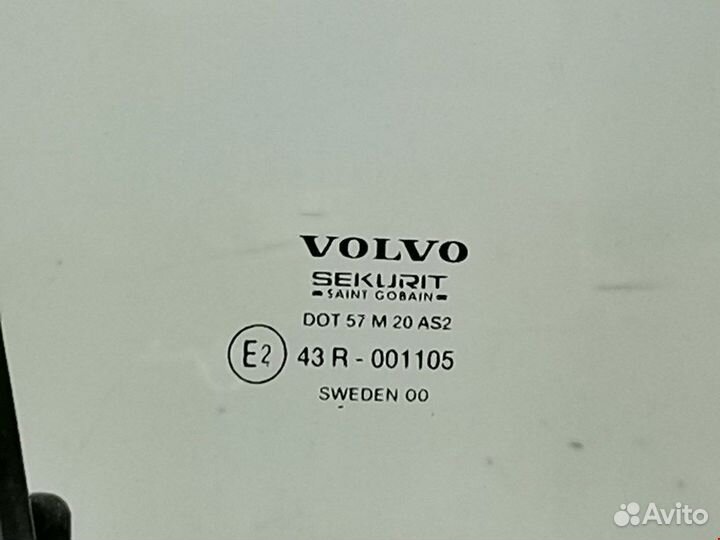 VOLVO
SEKURIT
SAINT GOBAIN
DOT 57 M 20 AS2
E2 43 R - 001105
SWEDEN 00
Avito